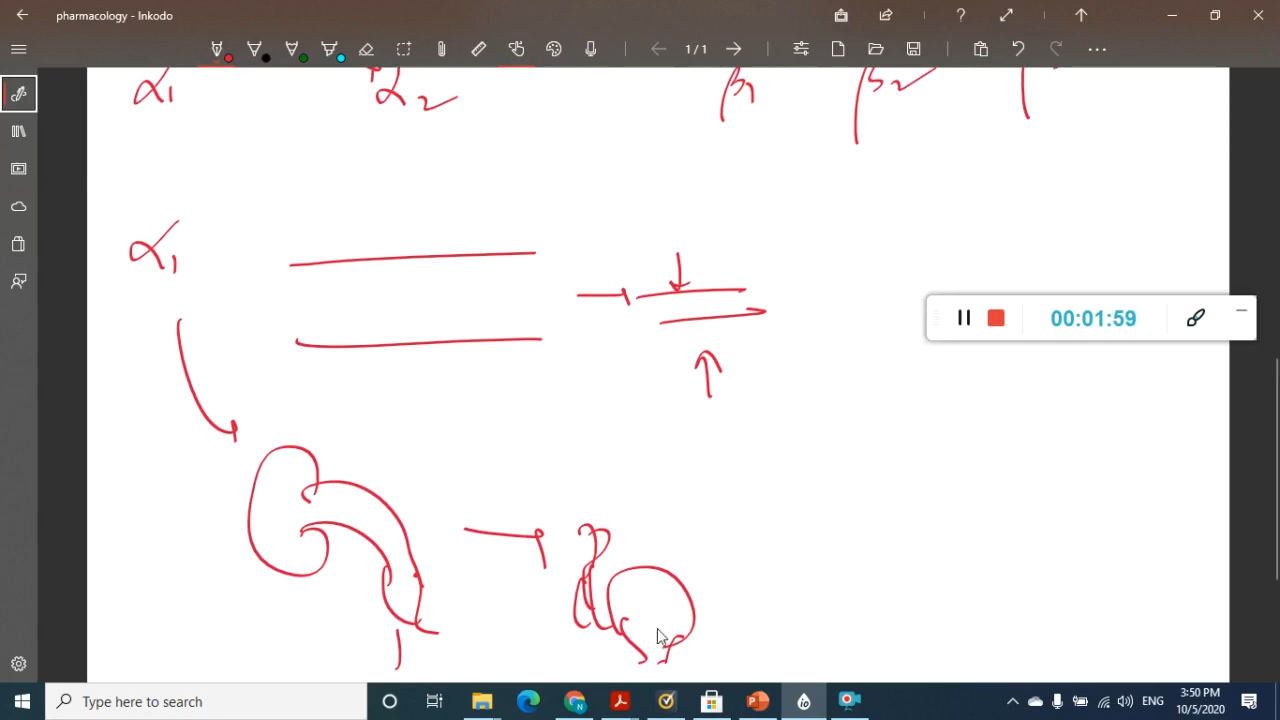 pharmacology - Inkodo
1/1
α1 α2 β1 β2
α1
00:01:59
Type here to search
ENG
3:50 PM
10/5/2020